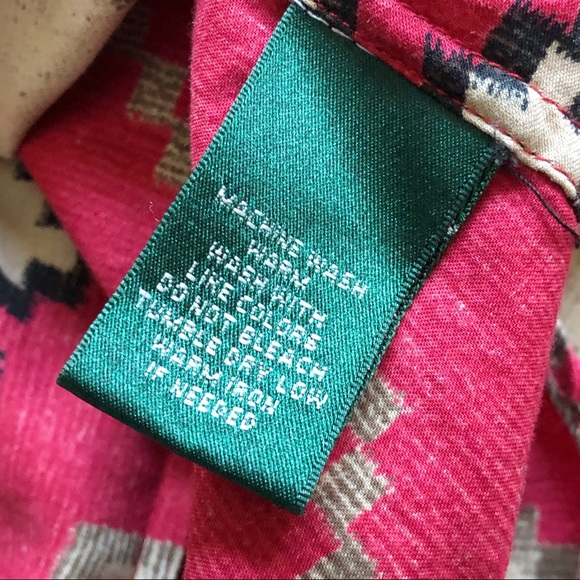 MACHINE WASH
WARM
WASH WITH
LIKE COLORS
DO NOT BLEACH
TUMBLE DRY LOW
WARM IRON
IF NEEDED